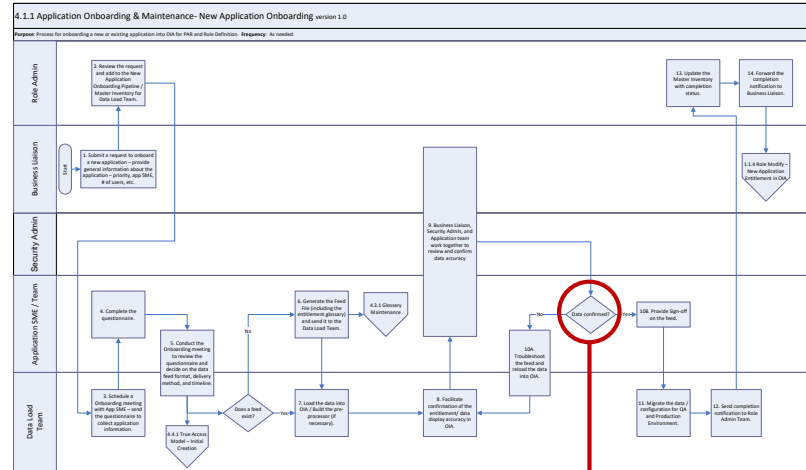 4.1.1 Application Onboarding & Maintenance- New Application Onboarding version 1.0
Purpose: Process for onboarding a new or existing application into OIA for PAR and Role Definition. Frequency: As needed.
Role Admin
2. Review the request
and add to the New
Application
Onboarding Pipeline /
Master Inventory for
Data Load Team.
13. Update the
Master Inventory
with completion
status.
14. Forward the
completion
notification to
Business Liaison.
Business Liaison
Start
1. Submit a request to onboard
a new application – provide
general information about the
application – priority, app SME,
# of users, etc.
1.1.4 Role Modify –
New Application
Entitlement in OIA
Security Admin
9. Business Liaison,
Security Admin, and
Application team
work together to
review and confirm
data accuracy
Application SME / Team
4. Complete the
questionnaire.
5. Conduct the
Onboarding meeting
to review the
questionnaire and
decide on the data
feed format, delivery
method, and timeline.
No
6. Generate the Feed
File (including the
entitlement glossary)
and send it to the
Data Load Team.
4.3.1 Glossary
Maintenance
10A.
Troubleshoot
the feed and
reload the data
into OIA.
No
Data confirmed?
Yes
10B. Provide Sign-off
on the feed.
Data Load
Team
3. Schedule a
Onboarding meeting
with App SME – send
the questionnaire to
collect application
information.
4.4.1 True Access
Model – Initial
Creation
Does a feed
exist?
Yes
7. Load the data into
OIA / Build the pre-
processor (if
necessary).
8. Facilitate
confirmation of the
entitlement/ data
display accuracy in
OIA.
11. Migrate the data /
configuration for QA
and Production
Environment.
12. Send completion
notification to Role
Admin Team.